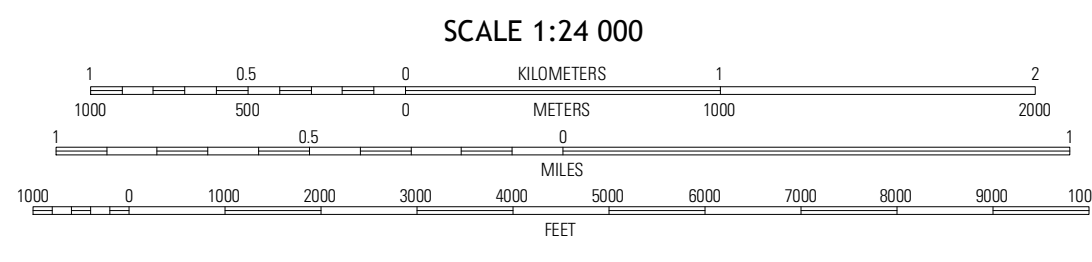 SCALE 1:24 000
1 0.5 0 KILOMETERS 1 2
1000 500 0 METERS 1000 2000
1 0.5 0 1
MILES
1000 0 1000 2000 3000 4000 5000 6000 7000 8000 9000 100
FEET